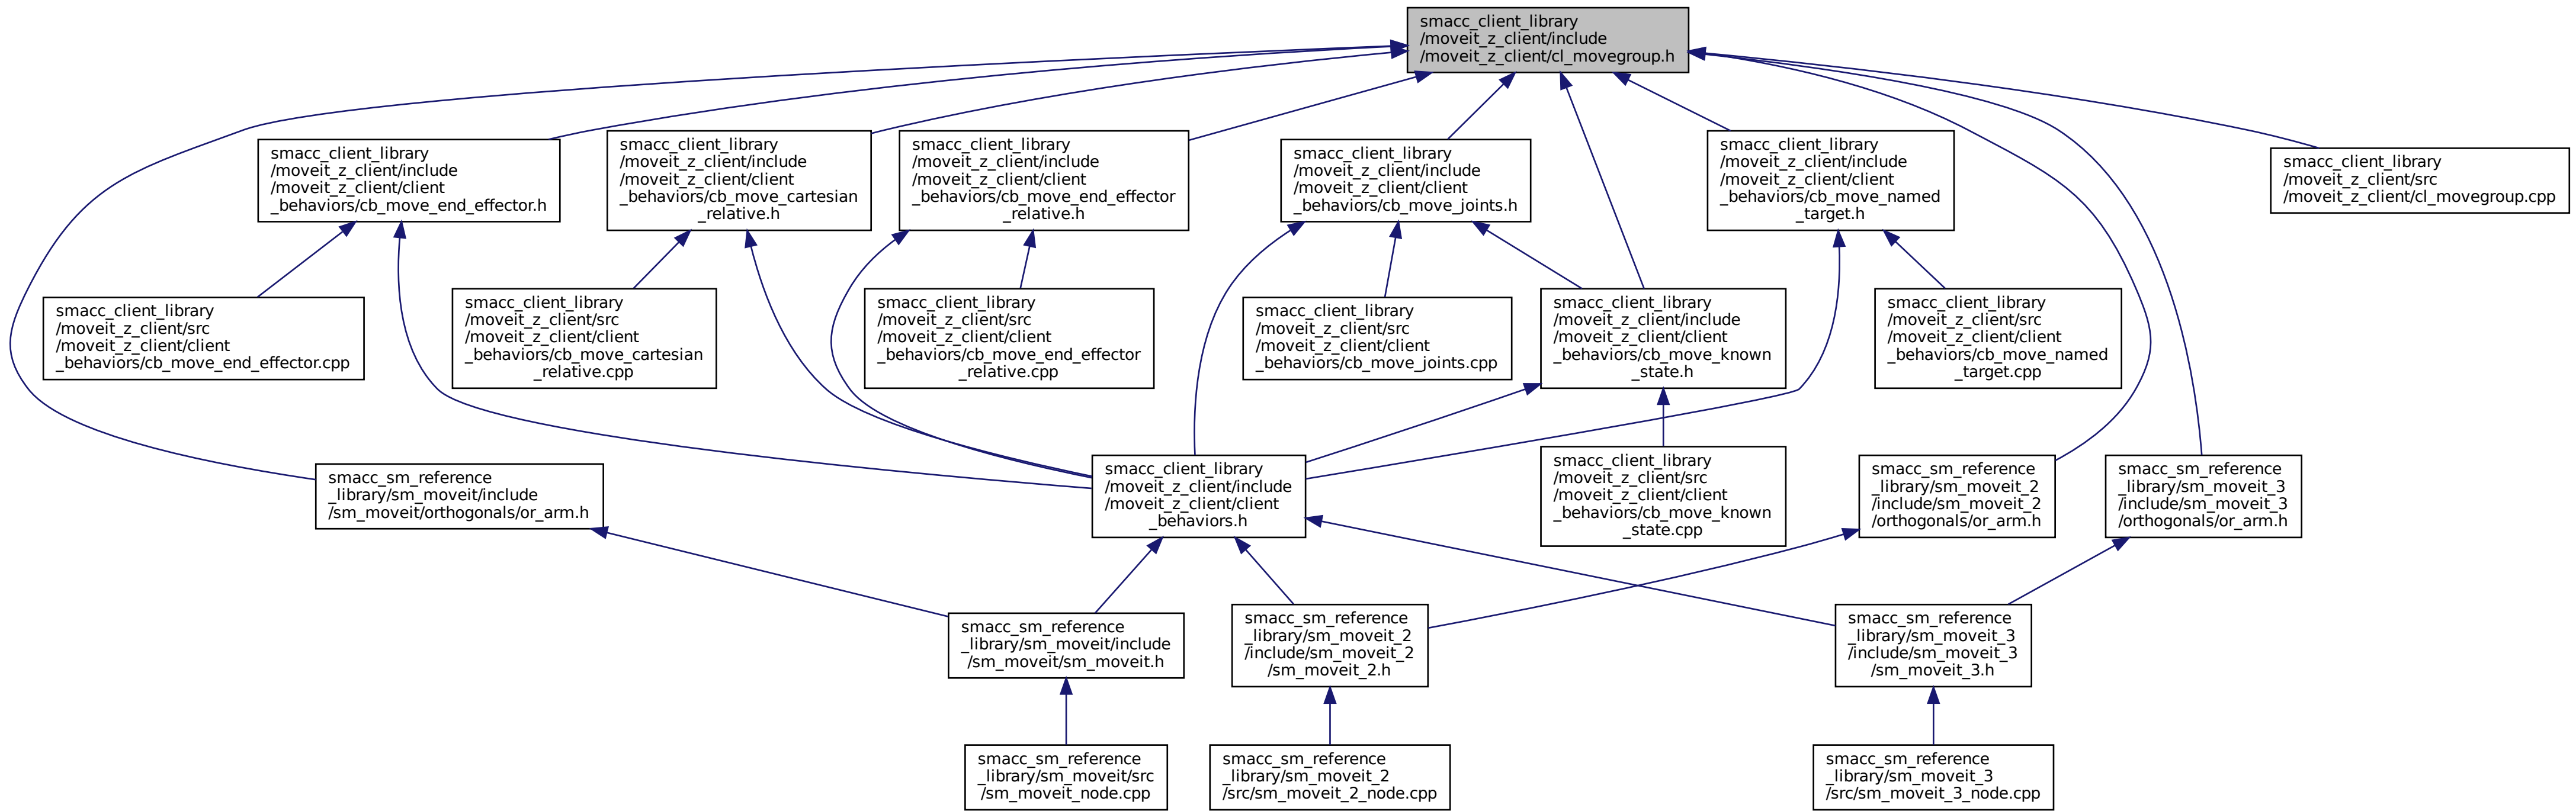 smacc_client_library
/moveit_z_client/include
/moveit_z_client/cl_movegroup.h
smacc_client_library
/moveit_z_client/include
/moveit_z_client/client
_behaviors/cb_move_end_effector.h
smacc_client_library
/moveit_z_client/include
/moveit_z_client/client
_behaviors/cb_move_cartesian
_relative.h
smacc_client_library
/moveit_z_client/include
/moveit_z_client/client
_behaviors/cb_move_end_effector
_relative.h
smacc_client_library
/moveit_z_client/include
/moveit_z_client/client
_behaviors/cb_move_joints.h
smacc_client_library
/moveit_z_client/include
/moveit_z_client/client
_behaviors/cb_move_named
_target.h
smacc_client_library
/moveit_z_client/src
/moveit_z_client/cl_movegroup.cpp
smacc_client_library
/moveit_z_client/src
/moveit_z_client/client
_behaviors/cb_move_end_effector.cpp
smacc_client_library
/moveit_z_client/src
/moveit_z_client/client
_behaviors/cb_move_cartesian
_relative.cpp
smacc_client_library
/moveit_z_client/src
/moveit_z_client/client
_behaviors/cb_move_end_effector
_relative.cpp
smacc_client_library
/moveit_z_client/src
/moveit_z_client/client
_behaviors/cb_move_joints.cpp
smacc_client_library
/moveit_z_client/include
/moveit_z_client/client
_behaviors/cb_move_known
_state.h
smacc_client_library
/moveit_z_client/src
/moveit_z_client/client
_behaviors/cb_move_named
_target.cpp
smacc_sm_reference
_library/sm_moveit/include
/sm_moveit/orthogonals/or_arm.h
smacc_client_library
/moveit_z_client/include
/moveit_z_client/client
_behaviors.h
smacc_client_library
/moveit_z_client/src
/moveit_z_client/client
_behaviors/cb_move_known
_state.cpp
smacc_sm_reference
_library/sm_moveit_2
/include/sm_moveit_2
/orthogonals/or_arm.h
smacc_sm_reference
_library/sm_moveit_3
/include/sm_moveit_3
/orthogonals/or_arm.h
smacc_sm_reference
_library/sm_moveit/include
/sm_moveit/sm_moveit.h
smacc_sm_reference
_library/sm_moveit_2
/include/sm_moveit_2
/sm_moveit_2.h
smacc_sm_reference
_library/sm_moveit_3
/include/sm_moveit_3
/sm_moveit_3.h
smacc_sm_reference
_library/sm_moveit/src
/sm_moveit_node.cpp
smacc_sm_reference
_library/sm_moveit_2
/src/sm_moveit_2_node.cpp
smacc_sm_reference
_library/sm_moveit_3
/src/sm_moveit_3_node.cpp